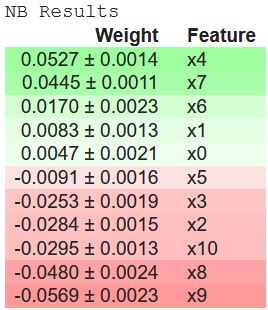 NB Results
Weight Feature
0.0527 ± 0.0014 x4
0.0445 ± 0.0011 x7
0.0170 ± 0.0023 x6
0.0083 ± 0.0013 x1
0.0047 ± 0.0021 x0
-0.0091 ± 0.0016 x5
-0.0253 ± 0.0019 x3
-0.0284 ± 0.0015 x2
-0.0295 ± 0.0013 x10
-0.0480 ± 0.0024 x8
-0.0569 ± 0.0023 x9